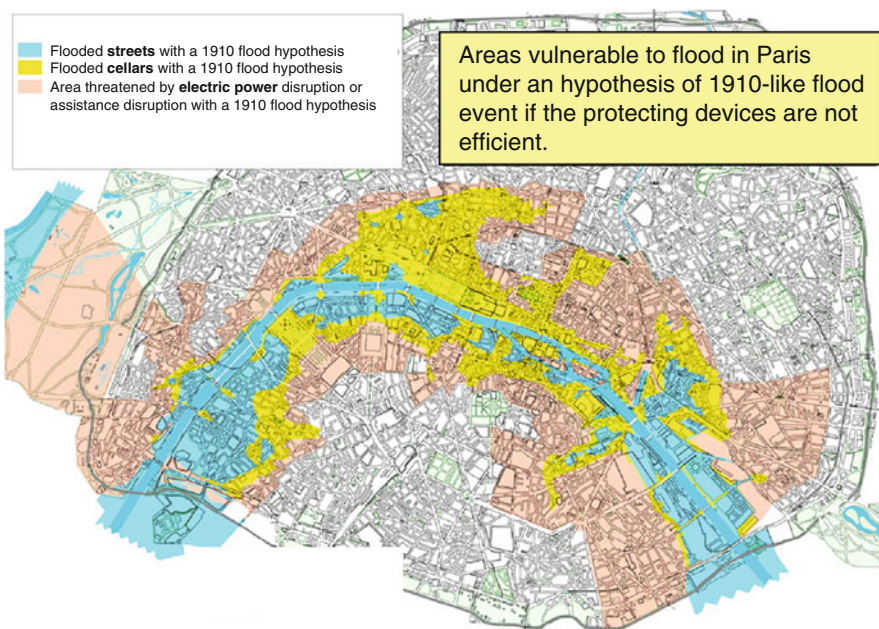 Flooded streets with a 1910 flood hypothesis
Flooded cellars with a 1910 flood hypothesis
Area threatened by electric power disruption or
assistance disruption with a 1910 flood hypothesis
Areas vulnerable to flood in Paris
under an hypothesis of 1910-like flood
event if the protecting devices are not
efficient.